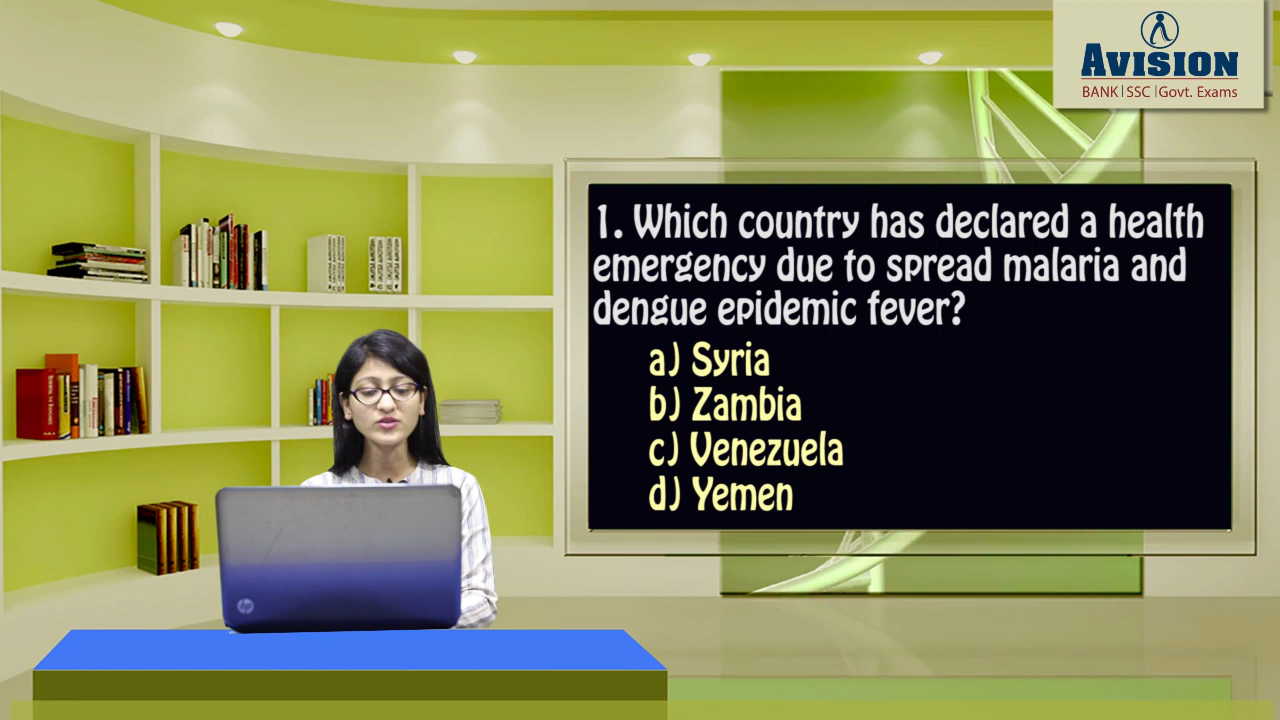 AVISION
BANK|SSC|Govt. Exams
1. Which country has declared a health
emergency due to spread malaria and
dengue epidemic fever?
a) Syria
b) Zambia
c) Venezuela
d) Yemen
hp